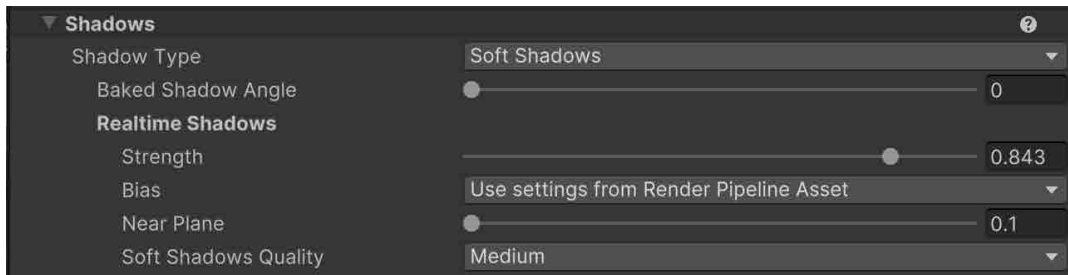 Shadows
Shadow Type Soft Shadows
Baked Shadow Angle 0
Realtime Shadows
Strength 0.843
Bias Use settings from Render Pipeline Asset
Near Plane 0.1
Soft Shadows Quality Medium